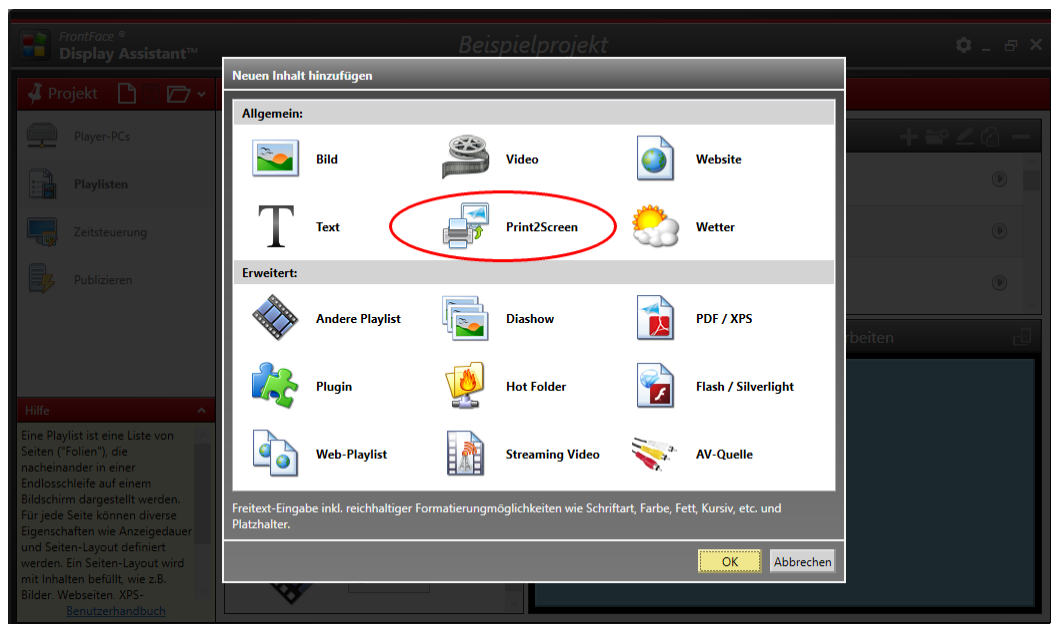 FrontFace ®
Display Assistant™
Beispielprojekt
Projekt
Player-PCs
Playlisten
Zeitsteuerung
Publizieren
Hilfe
Eine Playlist ist eine Liste von
Seiten ("Folien"), die
nacheinander in einer
Endlosschleife auf einem
Bildschirm dargestellt werden.
Für jede Seite können diverse
Eigenschaften wie Anzeigedauer
und Seiten-Layout definiert
werden. Ein Seiten-Layout wird
mit Inhalten befüllt, wie z.B.
Bilder, Webseiten, XPS-
Benutzerhandbuch
Neuen Inhalt hinzufügen
Allgemein:
Bild
Video
Website
Text
Print2Screen
Wetter
Erweitert:
Andere Playlist
Diashow
PDF / XPS
Plugin
Hot Folder
Flash / Silverlight
Web-Playlist
Streaming Video
AV-Quelle
Freitext-Eingabe inkl. reichhaltiger Formatierungmöglichkeiten wie Schriftart, Farbe, Fett, Kursiv, etc. und
Platzhalter.
OK
Abbrechen